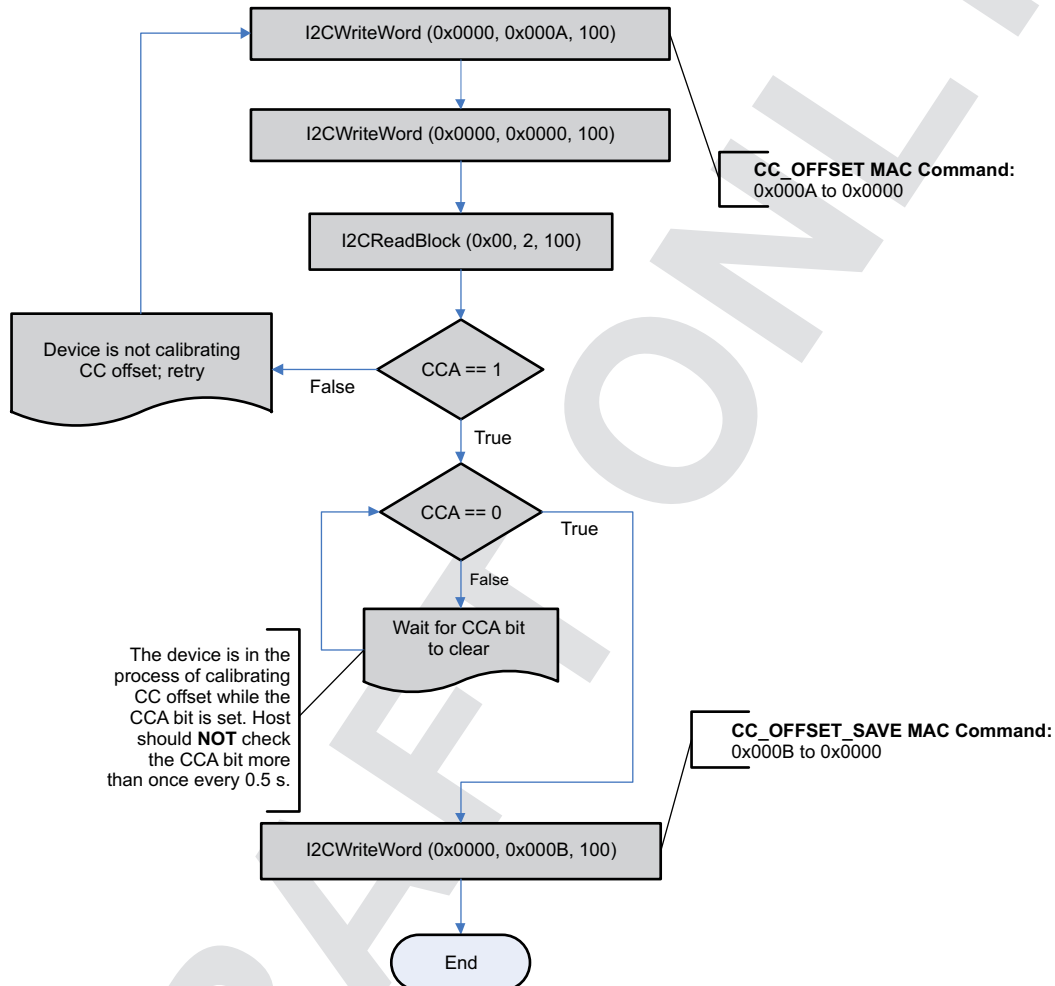 I2CWriteWord (0x0000, 0x000A, 100)
I2CWriteWord (0x0000, 0x0000, 100)
CC_OFFSET MAC Command:
0x000A to 0x0000
I2CReadBlock (0x00, 2, 100)
Device is not calibrating
CC offset; retry
CCA == 1
False
True
CCA == 0
True
False
Wait for CCA bit
to clear
The device is in the
process of calibrating
CC offset while the
CCA bit is set. Host
should NOT check
the CCA bit more
than once every 0.5 s.
CC_OFFSET_SAVE MAC Command:
0x000B to 0x0000
I2CWriteWord (0x0000, 0x000B, 100)
End